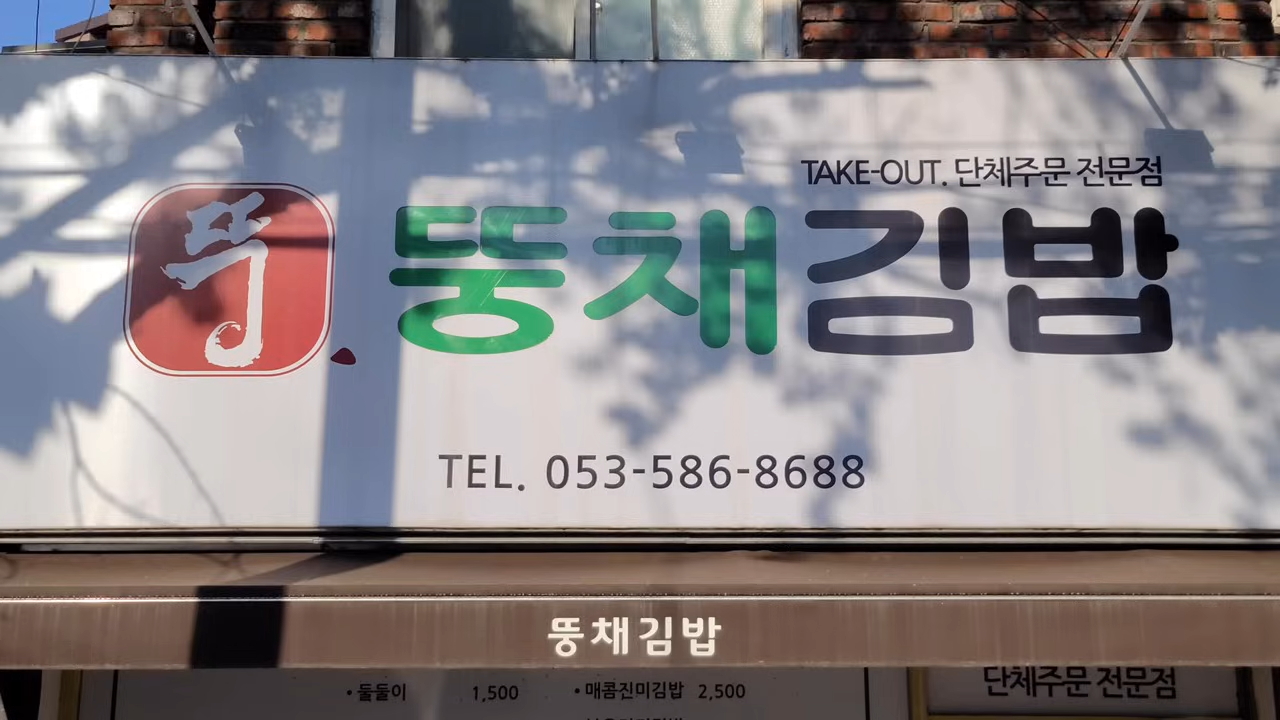 TAKE-OUT. 단체주문 전문점
뚱채김밥
TEL. 053-586-8688
뚱채김밥
• 둘둘이 1,500 • 매콤진미김밥 2,500
단체주문 전문점